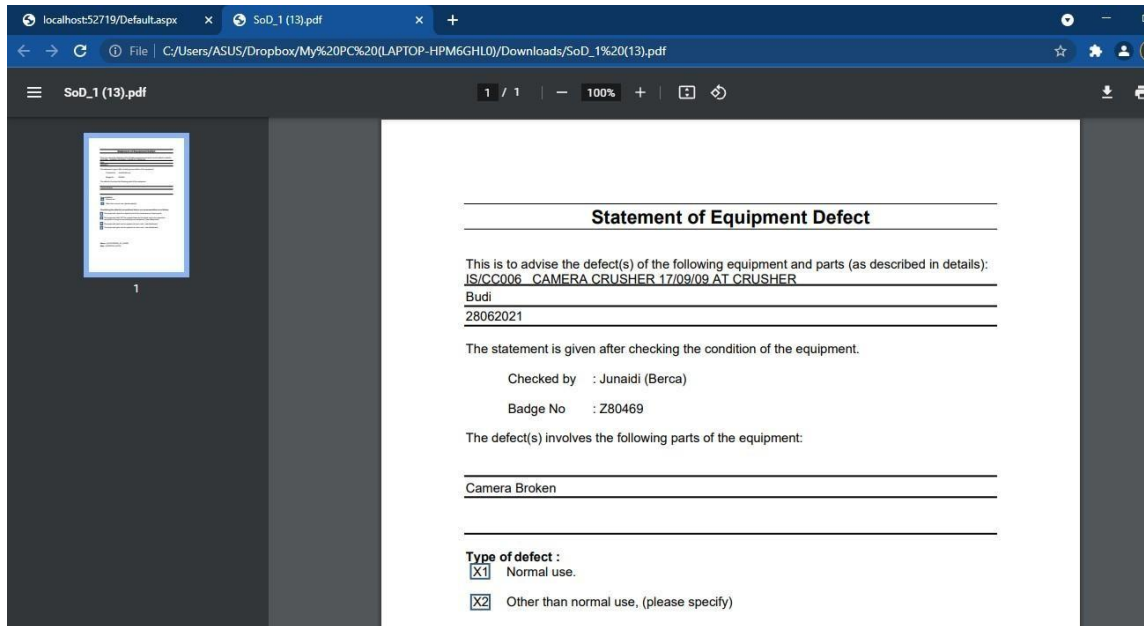 localhost:52719/Default.aspx
SoD_1 (13).pdf
File
C:/Users/ASUS/Dropbox/My%20PC%20(LAPTOP-HPM6GHL0)/Downloads/SoD_1%20(13).pdf
SoD_1 (13).pdf
1 / 1
100%
1
Statement of Equipment Defect
This is to advise the defect(s) of the following equipment and parts (as described in details):
IS/CC006 CAMERA CRUSHER 17/09/09 AT CRUSHER
Budi
28062021
The statement is given after checking the condition of the equipment.
Checked by : Junaidi (Berca)
Badge No : Z80469
The defect(s) involves the following parts of the equipment:
Camera Broken
Type of defect :
X1 Normal use.
X2 Other than normal use, (please specify)